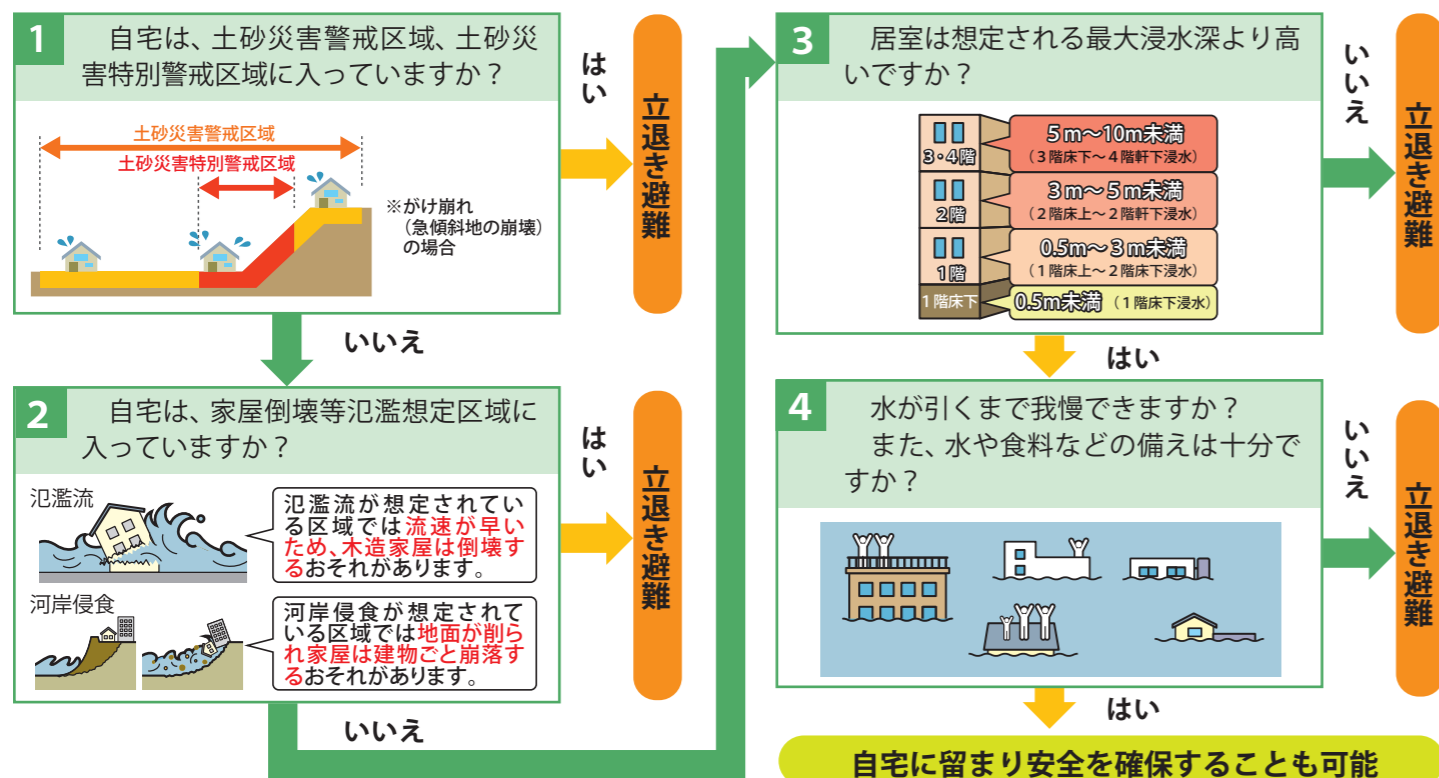 1
自宅は、土砂災害警戒区域、土砂災
害特別警戒区域に入っていますか？
土砂災害警戒区域
土砂災害特別警戒区域
※がけ崩れ
（急傾斜地の崩壊）
の場合
はい
立退き避難
いいえ
2
自宅は、家屋倒壊等氾濫想定区域に
入っていますか？
氾濫流
氾濫流が想定されてい
る区域では流速が早い
ため、木造家屋は倒壊す
るおそれがあります。
河岸侵食
河岸侵食が想定されて
いる区域では地面が削ら
れ家屋は建物ごと崩落す
るおそれがあります。
はい
立退き避難
いいえ
3
居室は想定される最大浸水深より高
いですか？
3・4階
5m～10m未満
（3階床下～4階軒下浸水）
2階
3m～5m未満
（2階床上～2階軒下浸水）
1階
0.5m～3m未満
（1階床上～2階床下浸水）
1階床下
0.5m未満（1階床下浸水）
いいえ
立退き避難
はい
4
水が引くまで我慢できますか？
また、水や食料などの備えは十分で
すか？
いいえ
立退き避難
はい
自宅に留まり安全を確保することも可能